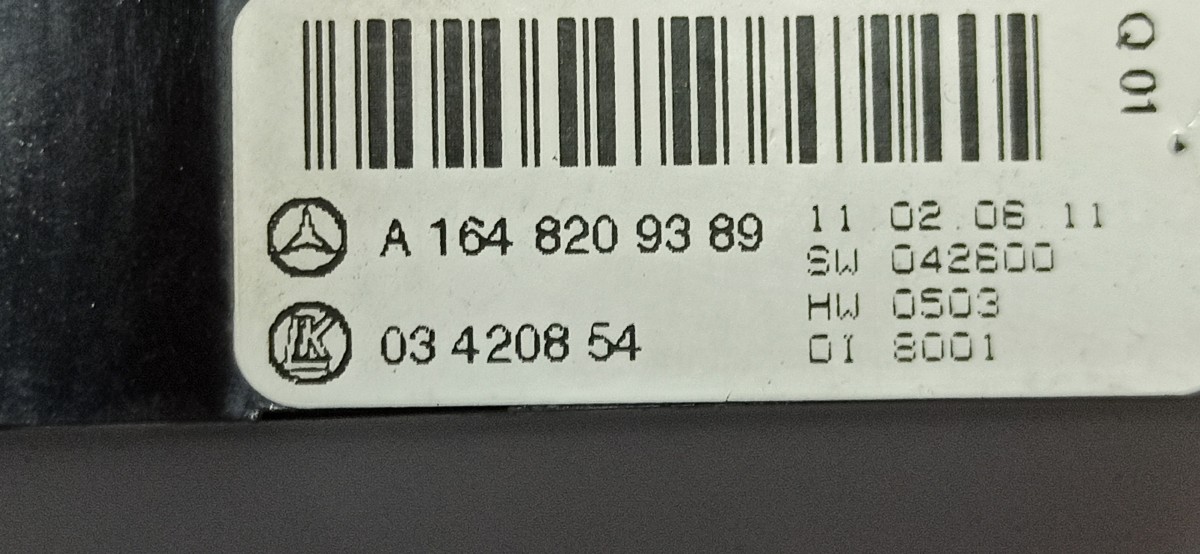 A 164 820 93 89
11 02.06.11
SW 042600
HW 0503
03 4208 54
DI 8001
Q 01